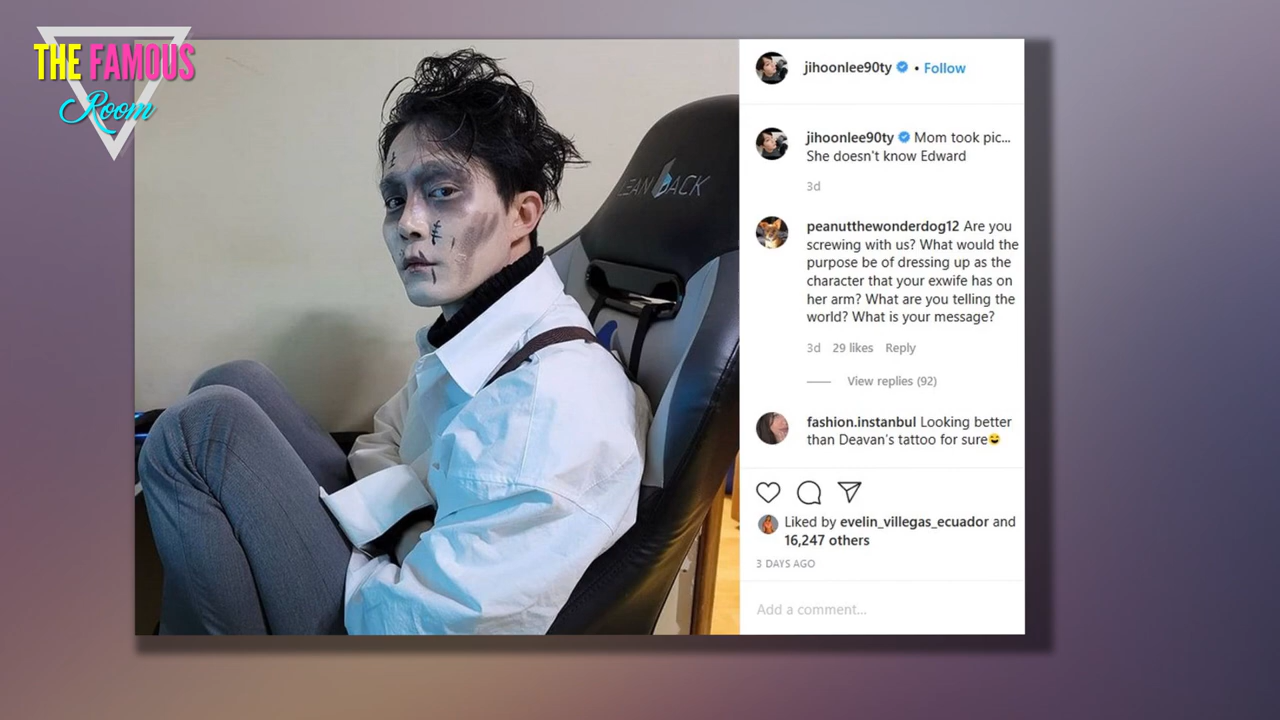 THE FAMOUS
Room
LEAN BACK
jihoonlee90ty • Follow
jihoonlee90ty Mom took pic...
She doesn't know Edward
3d
peanutthewonderdog12 Are you
screwing with us? What would the
purpose be of dressing up as the
character that your exwife has on
her arm? What are you telling the
world? What is your message?
3d 29 likes Reply
View replies (92)
fashion.instanbul Looking better
than Deavan's tattoo for sure😆
Liked by evelin_villegas_ecuador and
16,247 others
3 DAYS AGO
Add a comment...